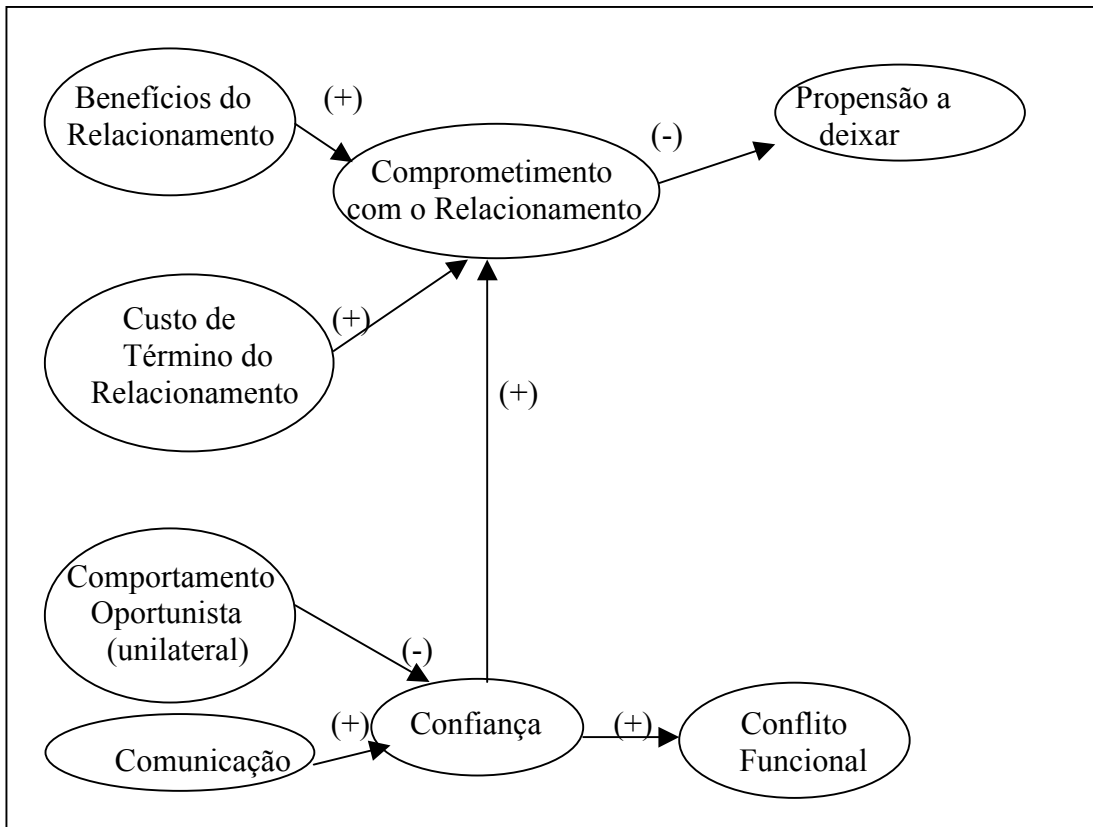 Benefícios do
Relacionamento
(+)
Propensão a
deixar
(-)
Comprometimento
com o Relacionamento
Custo de
Término do
Relacionamento
(+)
(+)
Comportamento
Oportunista
(unilateral)
(-)
Comunicação
(+)
Confiança
(+)
Conflito
Funcional